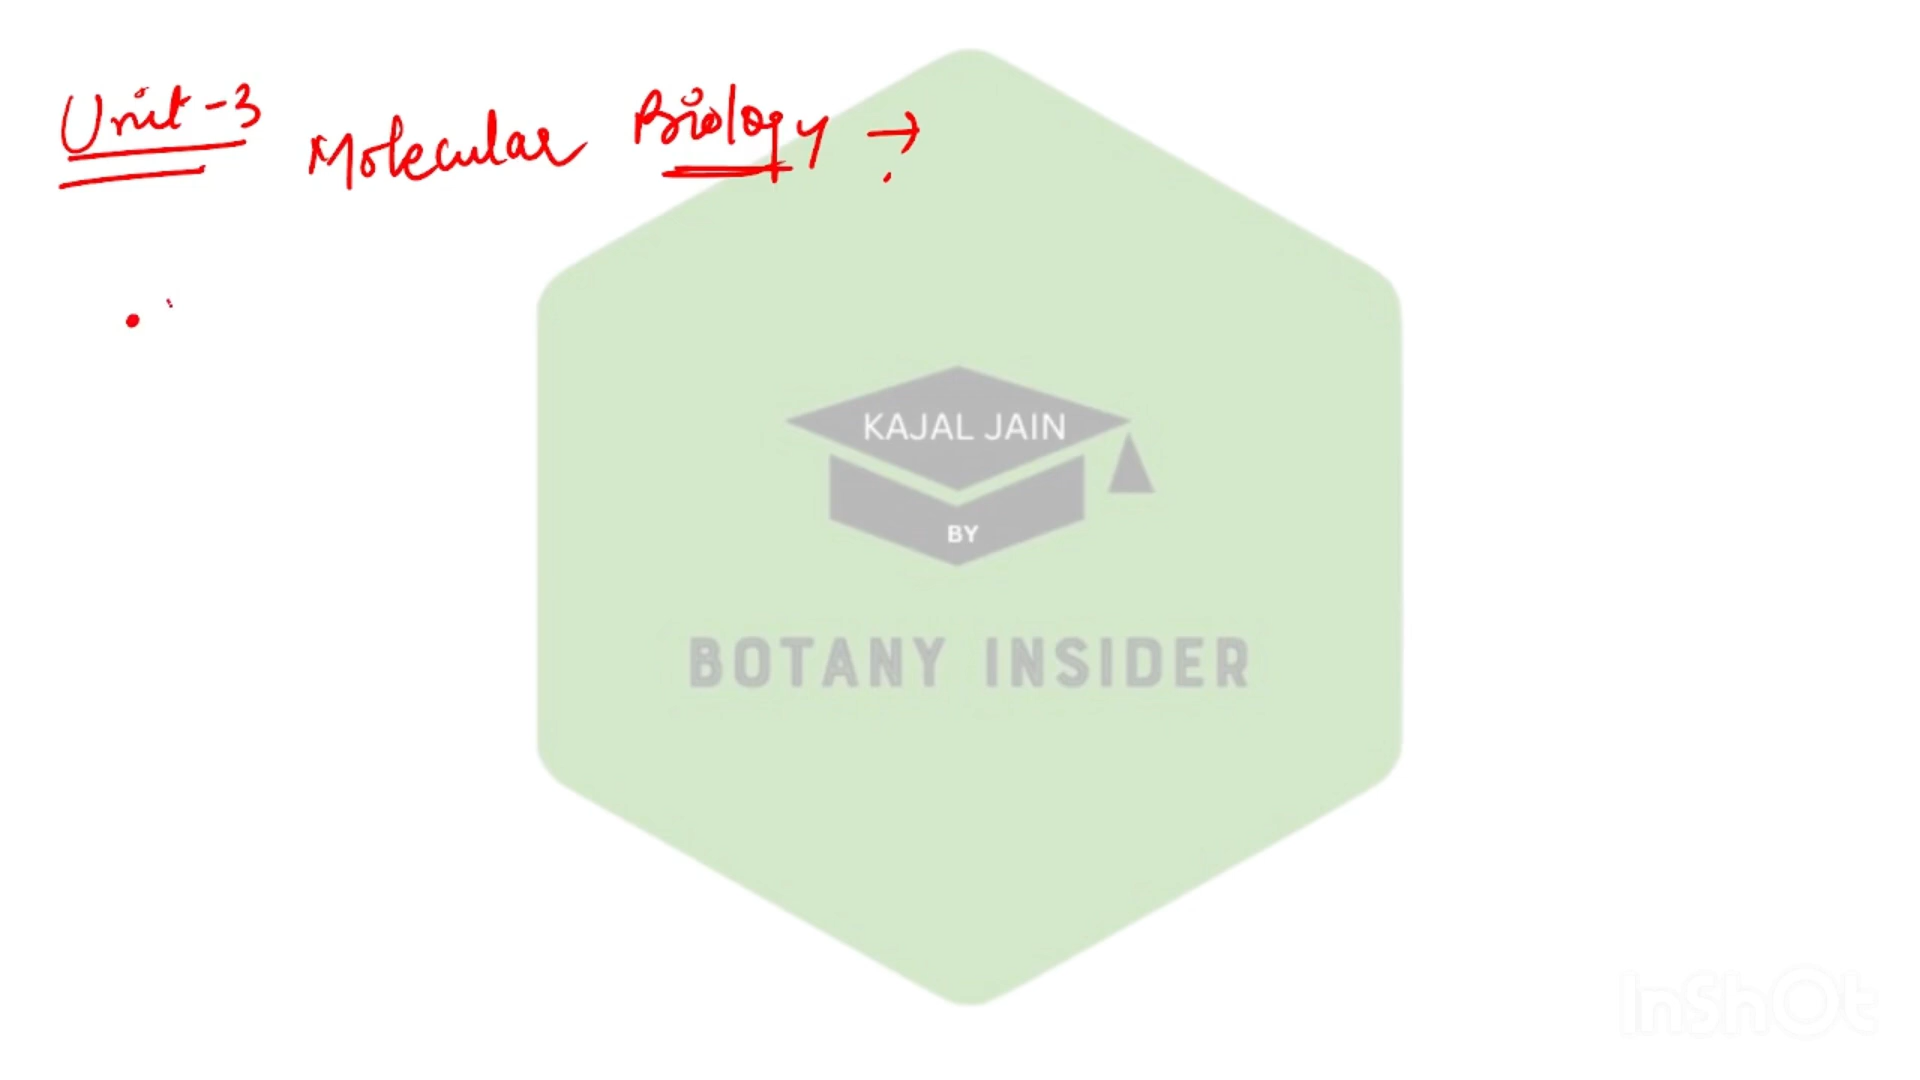 Unit-3 Molecular Biology →
KAJAL JAIN
BY
BOTANY INSIDER
InShOt